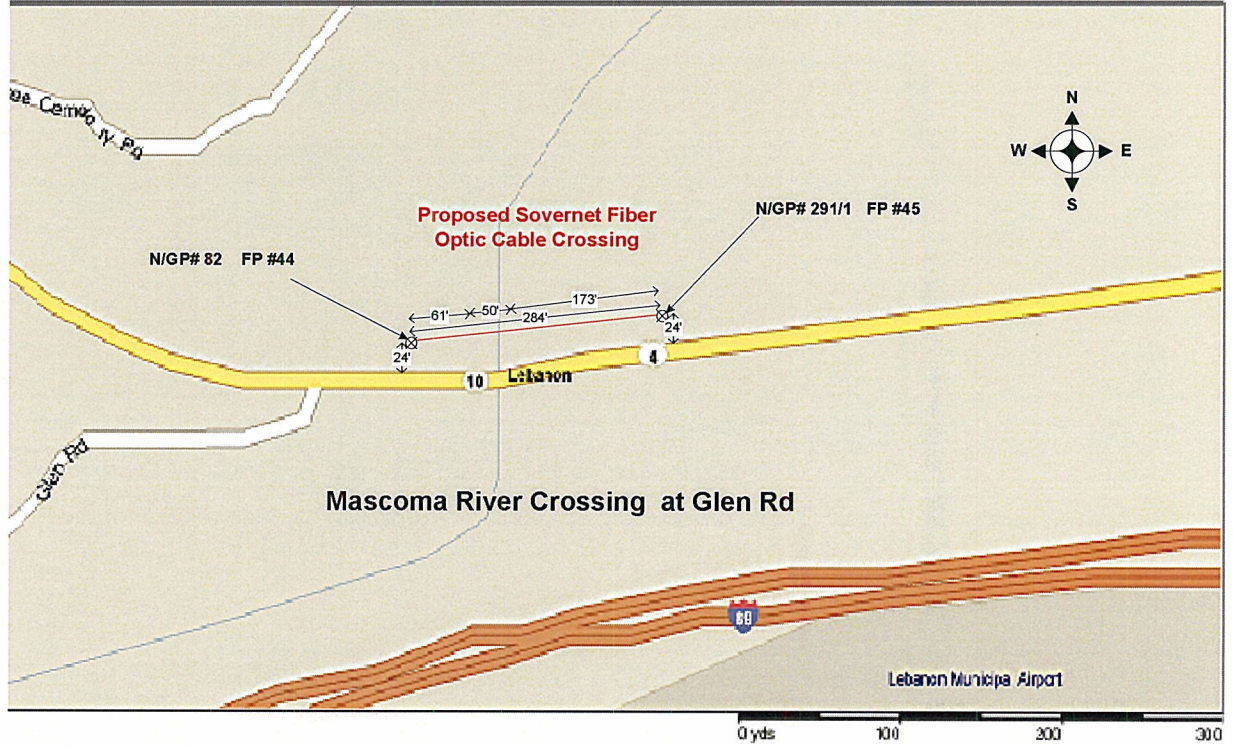 N
W E
S
N/GP# 291/1 FP #45
Proposed Sovernet Fiber
Optic Cable Crossing
N/GP# 82 FP #44
61' 50' 173'
284'
24'
24'
4
10 Lebanon
Glen Rd
Mascoma River Crossing at Glen Rd
89
Lebanon Municipal Airport
0 yds 100 200 300